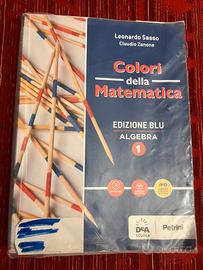 Leonardo Sasso
Claudio Zanone
Colori
della
Matematica
EDIZIONE BLU
ALGEBRA
1
DeA
SCUOLA
Petrini